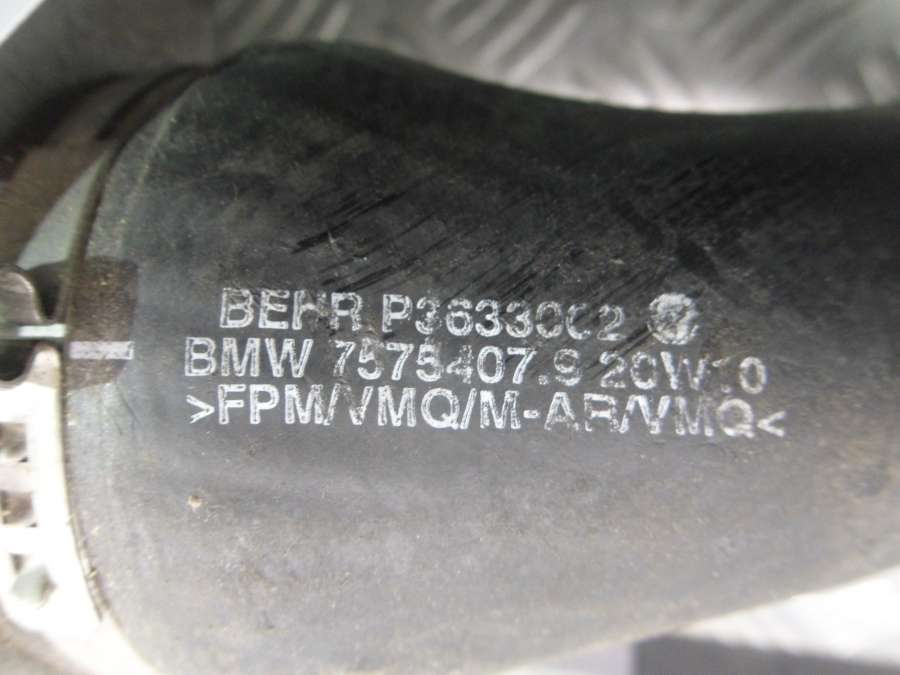 BEHR P3633002
BMW 7575407.9 20W10
>FPM/VMQ/M-AR/VMQ<